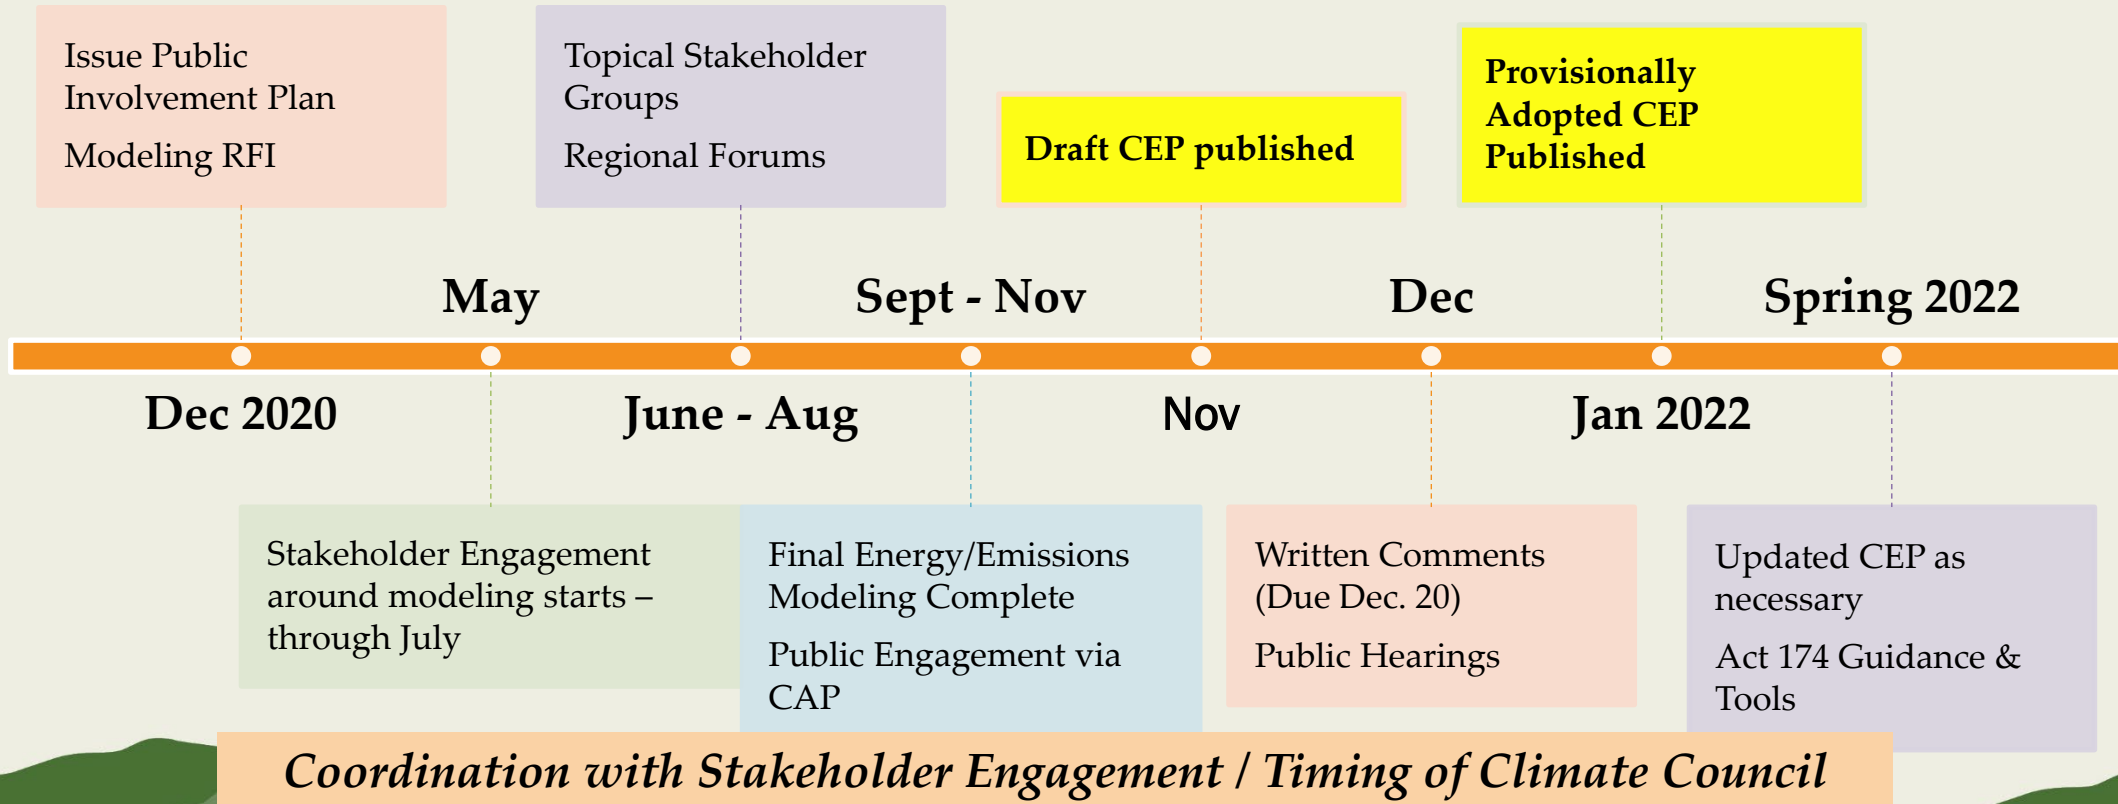 Issue Public
Involvement Plan
Modeling RFI
Topical Stakeholder
Groups
Regional Forums
Draft CEP published
Provisionally
Adopted CEP
Published
May
Sept - Nov
Dec
Spring 2022
Dec 2020
June - Aug
Nov
Jan 2022
Stakeholder Engagement
around modeling starts –
through July
Final Energy/Emissions
Modeling Complete
Public Engagement via
CAP
Written Comments
(Due Dec. 20)
Public Hearings
Updated CEP as
necessary
Act 174 Guidance &
Tools
Coordination with Stakeholder Engagement / Timing of Climate Council